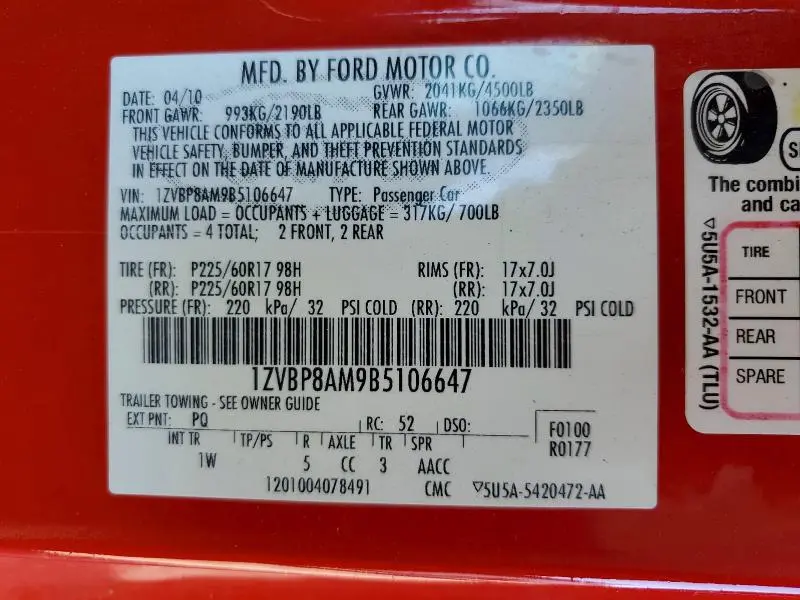 MFD. BY FORD MOTOR CO.
DATE: 04/10 GVWR: 2041KG/4500LB
FRONT GAWR: 993KG/2190LB REAR GAWR: 1066KG/2350LB
THIS VEHICLE CONFORMS TO ALL APPLICABLE FEDERAL MOTOR
VEHICLE SAFETY, BUMPER, AND THEFT PREVENTION STANDARDS
IN EFFECT ON THE DATE OF MANUFACTURE SHOWN ABOVE.
VIN: 1ZVBP8AM9B5106647 TYPE: Passenger Car
MAXIMUM LOAD = OCCUPANTS + LUGGAGE = 317KG/ 700LB
OCCUPANTS = 4 TOTAL; 2 FRONT, 2 REAR
TIRE (FR): P225/60R17 98H RIMS (FR): 17x7.0J
(RR): P225/60R17 98H (RR): 17x7.0J
PRESSURE (FR): 220 kPa/ 32 PSI COLD (RR): 220 kPa/ 32 PSI COLD
1ZVBP8AM9B5106647
TRAILER TOWING - SEE OWNER GUIDE
EXT PNT: PQ RC: 52 DSO: F0100
R0177
INT TR TP/PS R AXLE TR SPR
1W 5 CC 3 AACC
1201004078491 CMC ▽5U5A-5420472-AA
The combi
and ca
▽5U5A-1532-AA (TLU)
TIRE
FRONT
REAR
SPARE